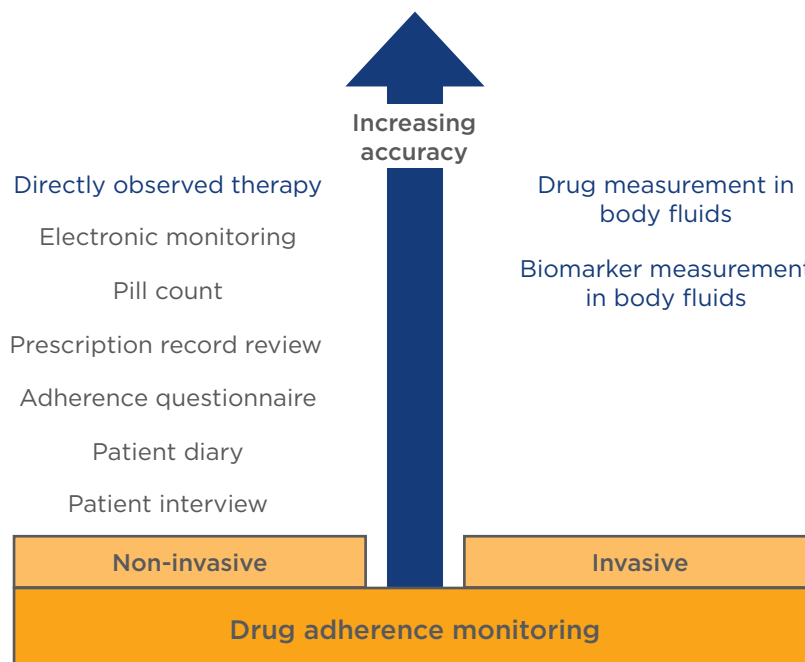 Increasing
accuracy
Directly observed therapy
Electronic monitoring
Pill count
Prescription record review
Adherence questionnaire
Patient diary
Patient interview
Drug measurement in
body fluids
Biomarker measurement
in body fluids
Non-invasive
Invasive
Drug adherence monitoring